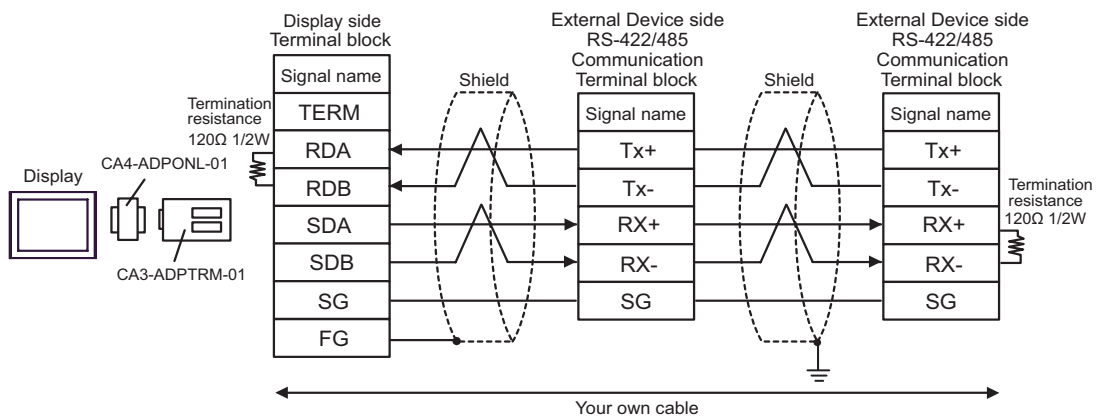 Display side
Terminal block
Signal name
TERM
RDA
RDB
SDA
SDB
SG
FG
Termination
resistance
120Ω 1/2W
CA4-ADPONL-01
Display
CA3-ADPTRM-01
Shield
External Device side
RS-422/485
Communication
Terminal block
Signal name
Tx+
Tx-
RX+
RX-
SG
Shield
External Device side
RS-422/485
Communication
Terminal block
Signal name
Tx+
Tx-
RX+
RX-
SG
Termination
resistance
120Ω 1/2W
Your own cable